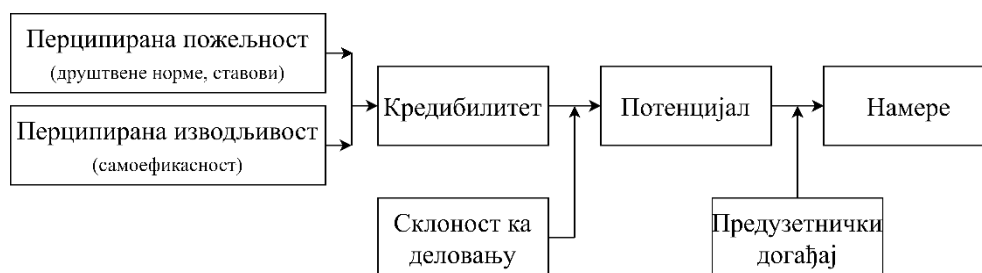 Перципирана пожељност
(друштвене норме, ставови)
Перципирана изводљивост
(самоефикасност)
Кредибилитет
Потенцијал
Намере
Склоност ка
деловању
Предузетнички
догађај